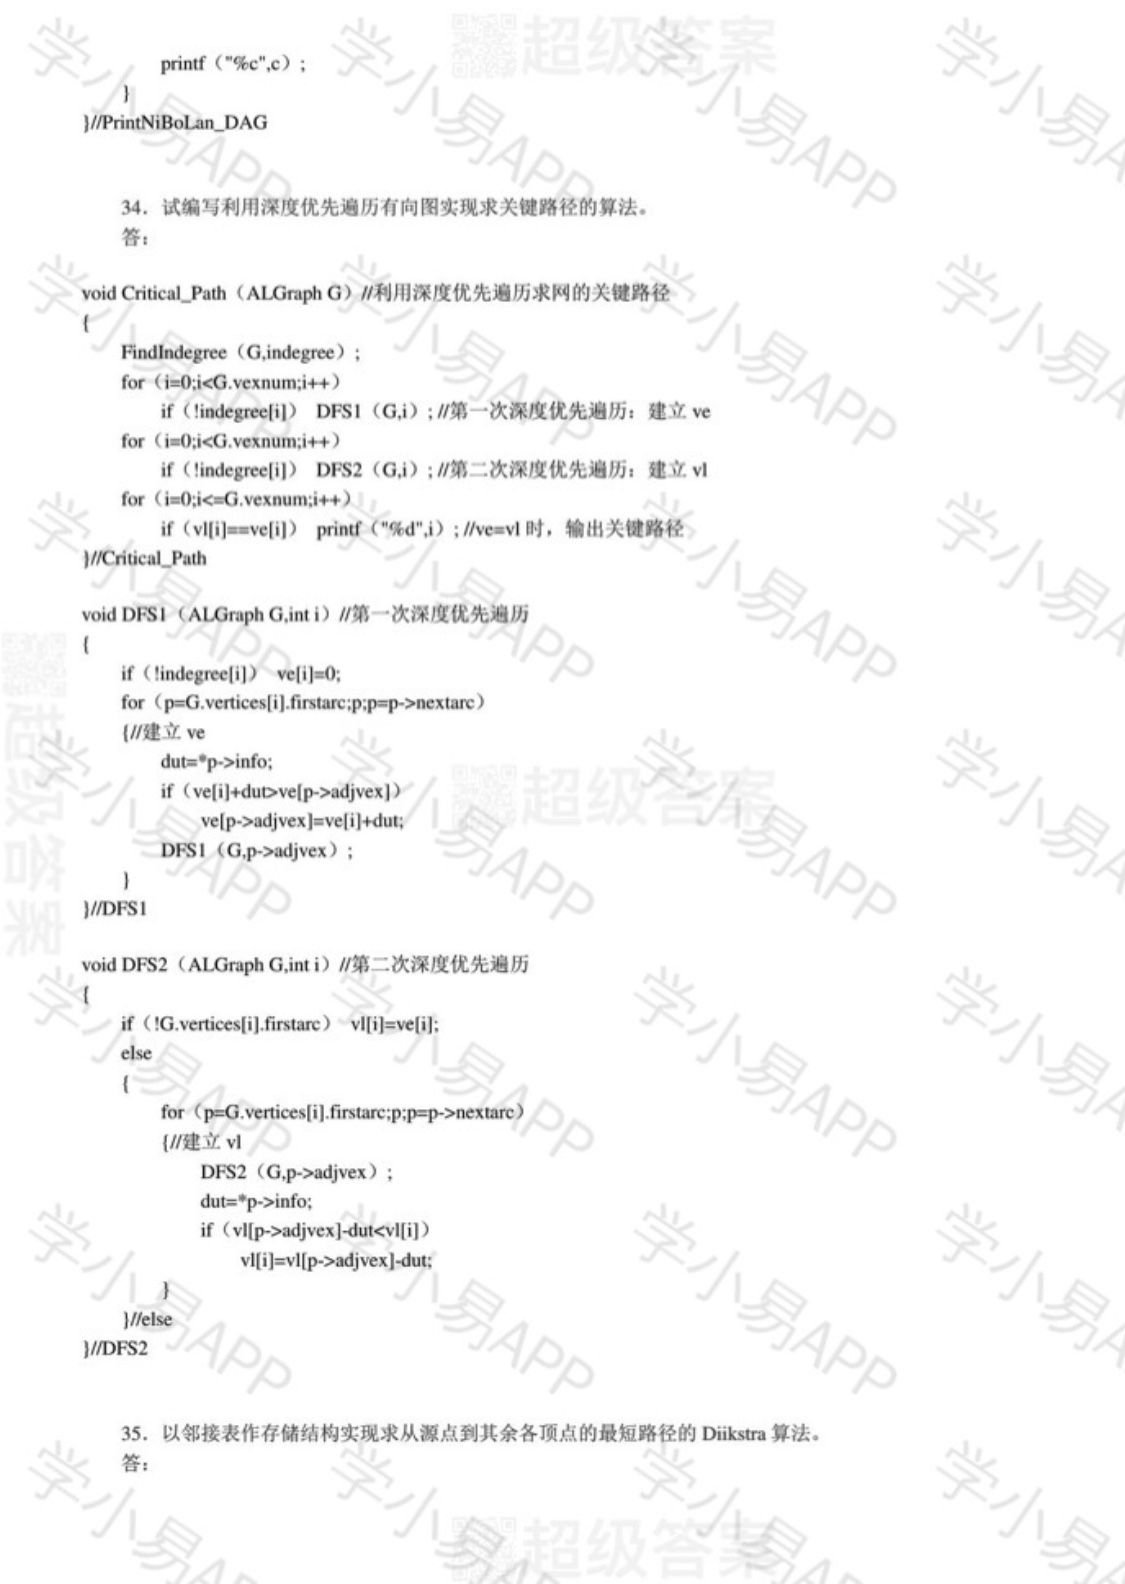 printf（"%c",c）;
}
}//PrintNiBoLan_DAG
34．试编写利用深度优先遍历有向图实现求关键路径的算法。
答：
void Critical_Path（ALGraph G）//利用深度优先遍历求网的关键路径
{
FindIndegree（G,indegree）;
for（i=0;i<G.vexnum;i++）
if（!indegree[i]） DFS1（G,i）; //第一次深度优先遍历：建立 ve
for（i=0;i<G.vexnum;i++）
if（!indegree[i]） DFS2（G,i）; //第二次深度优先遍历：建立 vl
for（i=0;i<=G.vexnum;i++）
if（vl[i]==ve[i]） printf（"%d",i）; //ve=vl 时，输出关键路径
}//Critical_Path
void DFS1（ALGraph G,int i）//第一次深度优先遍历
{
if（!indegree[i]） ve[i]=0;
for（p=G.vertices[i].firstarc;p;p=p->nextarc）
{//建立 ve
dut=*p->info;
if（ve[i]+dut>ve[p->adjvex]）
ve[p->adjvex]=ve[i]+dut;
DFS1（G,p->adjvex）;
}
}//DFS1
void DFS2（ALGraph G,int i）//第二次深度优先遍历
{
if（!G.vertices[i].firstarc） vl[i]=ve[i];
else
{
for（p=G.vertices[i].firstarc;p;p=p->nextarc）
{//建立 vl
DFS2（G,p->adjvex）;
dut=*p->info;
if（vl[p->adjvex]-dut<vl[i]）
vl[i]=vl[p->adjvex]-dut;
}
}//else
}//DFS2
35．以邻接表作存储结构实现求从源点到其余各顶点的最短路径的 Diikstra 算法。
答：
学小易APP
超级答案